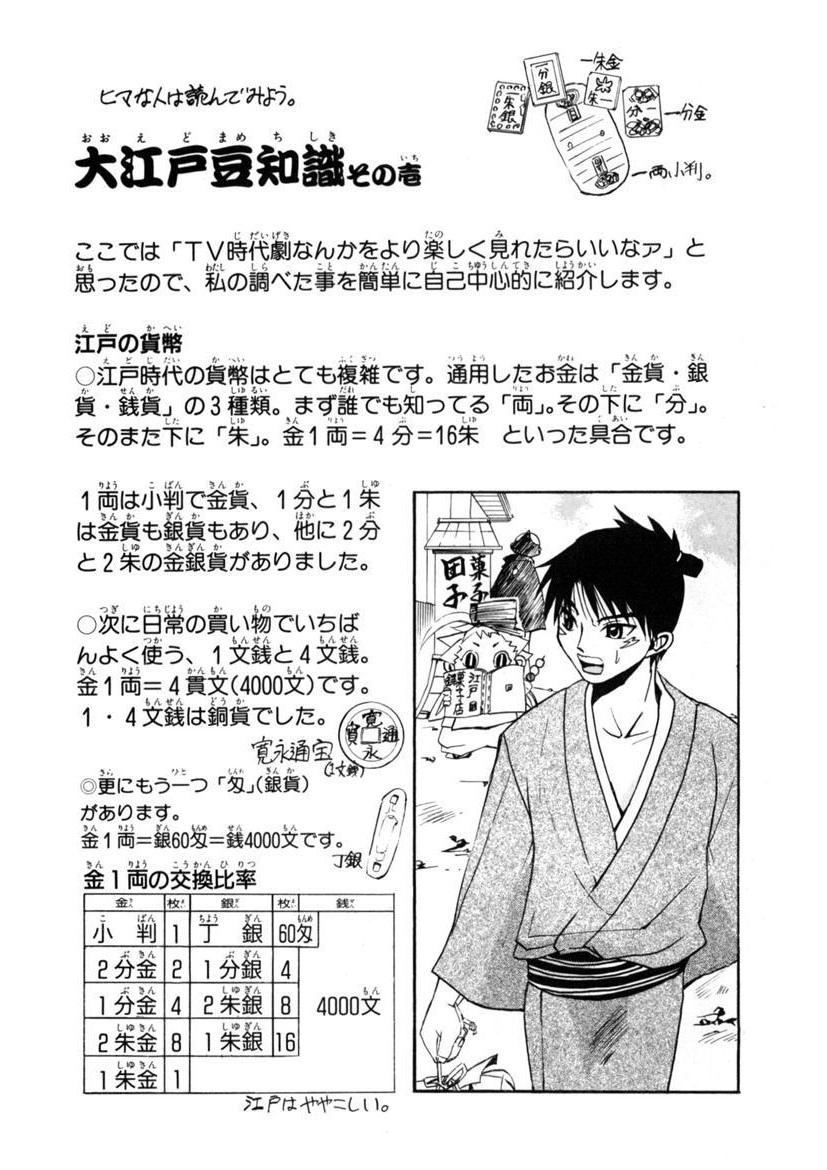 ヒマな人は読んでみよう。
一分銀
一朱銀
一朱金
朱一
分一
一分金
一両小判。
大江戸豆知識その壱
ここでは「TV時代劇なんかをより楽しく見れたらいいなァ」と
思ったので、私の調べた事を簡単に自己中心的に紹介します。
江戸の貨幣
○江戸時代の貨幣はとても複雑です。通用したお金は「金貨・銀
貨・銭貨」の3種類。まず誰でも知ってる「両」。その下に「分」。
そのまた下に「朱」。金1両=4分=16朱 といった具合です。
1両は小判で金貨、1分と1朱
は金貨も銀貨もあり、他に2分
と2朱の金銀貨がありました。
○次に日常の買い物でいちば
んよく使う、1文銭と4文銭。
金1両=4貫文(4000文)です。
1・4文銭は銅貨でした。
寛永通宝
(1文銭)
寛永通寳
◎更にもう一つ「匁」(銀貨)
があります。
金1両=銀60匁=銭4000文です。
丁銀
金1両の交換比率
金 枚 銀 枚 銭
小判 1 丁銀 60匁
2分金 2 1分銀 4
1分金 4 2朱銀 8 4000文
2朱金 8 1朱銀 16
1朱金 1
江戸はややこしい。
菓子
団子
江戸
菓子店